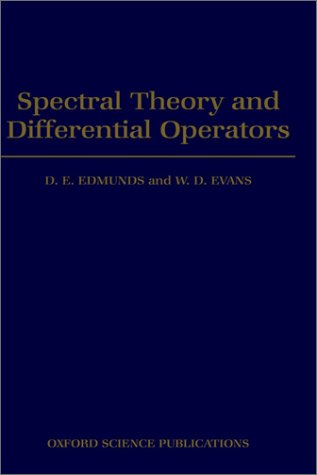 Spectral Theory and
Differential Operators
D. E. EDMUNDS and W. D. EVANS
OXFORD SCIENCE PUBLICATIONS